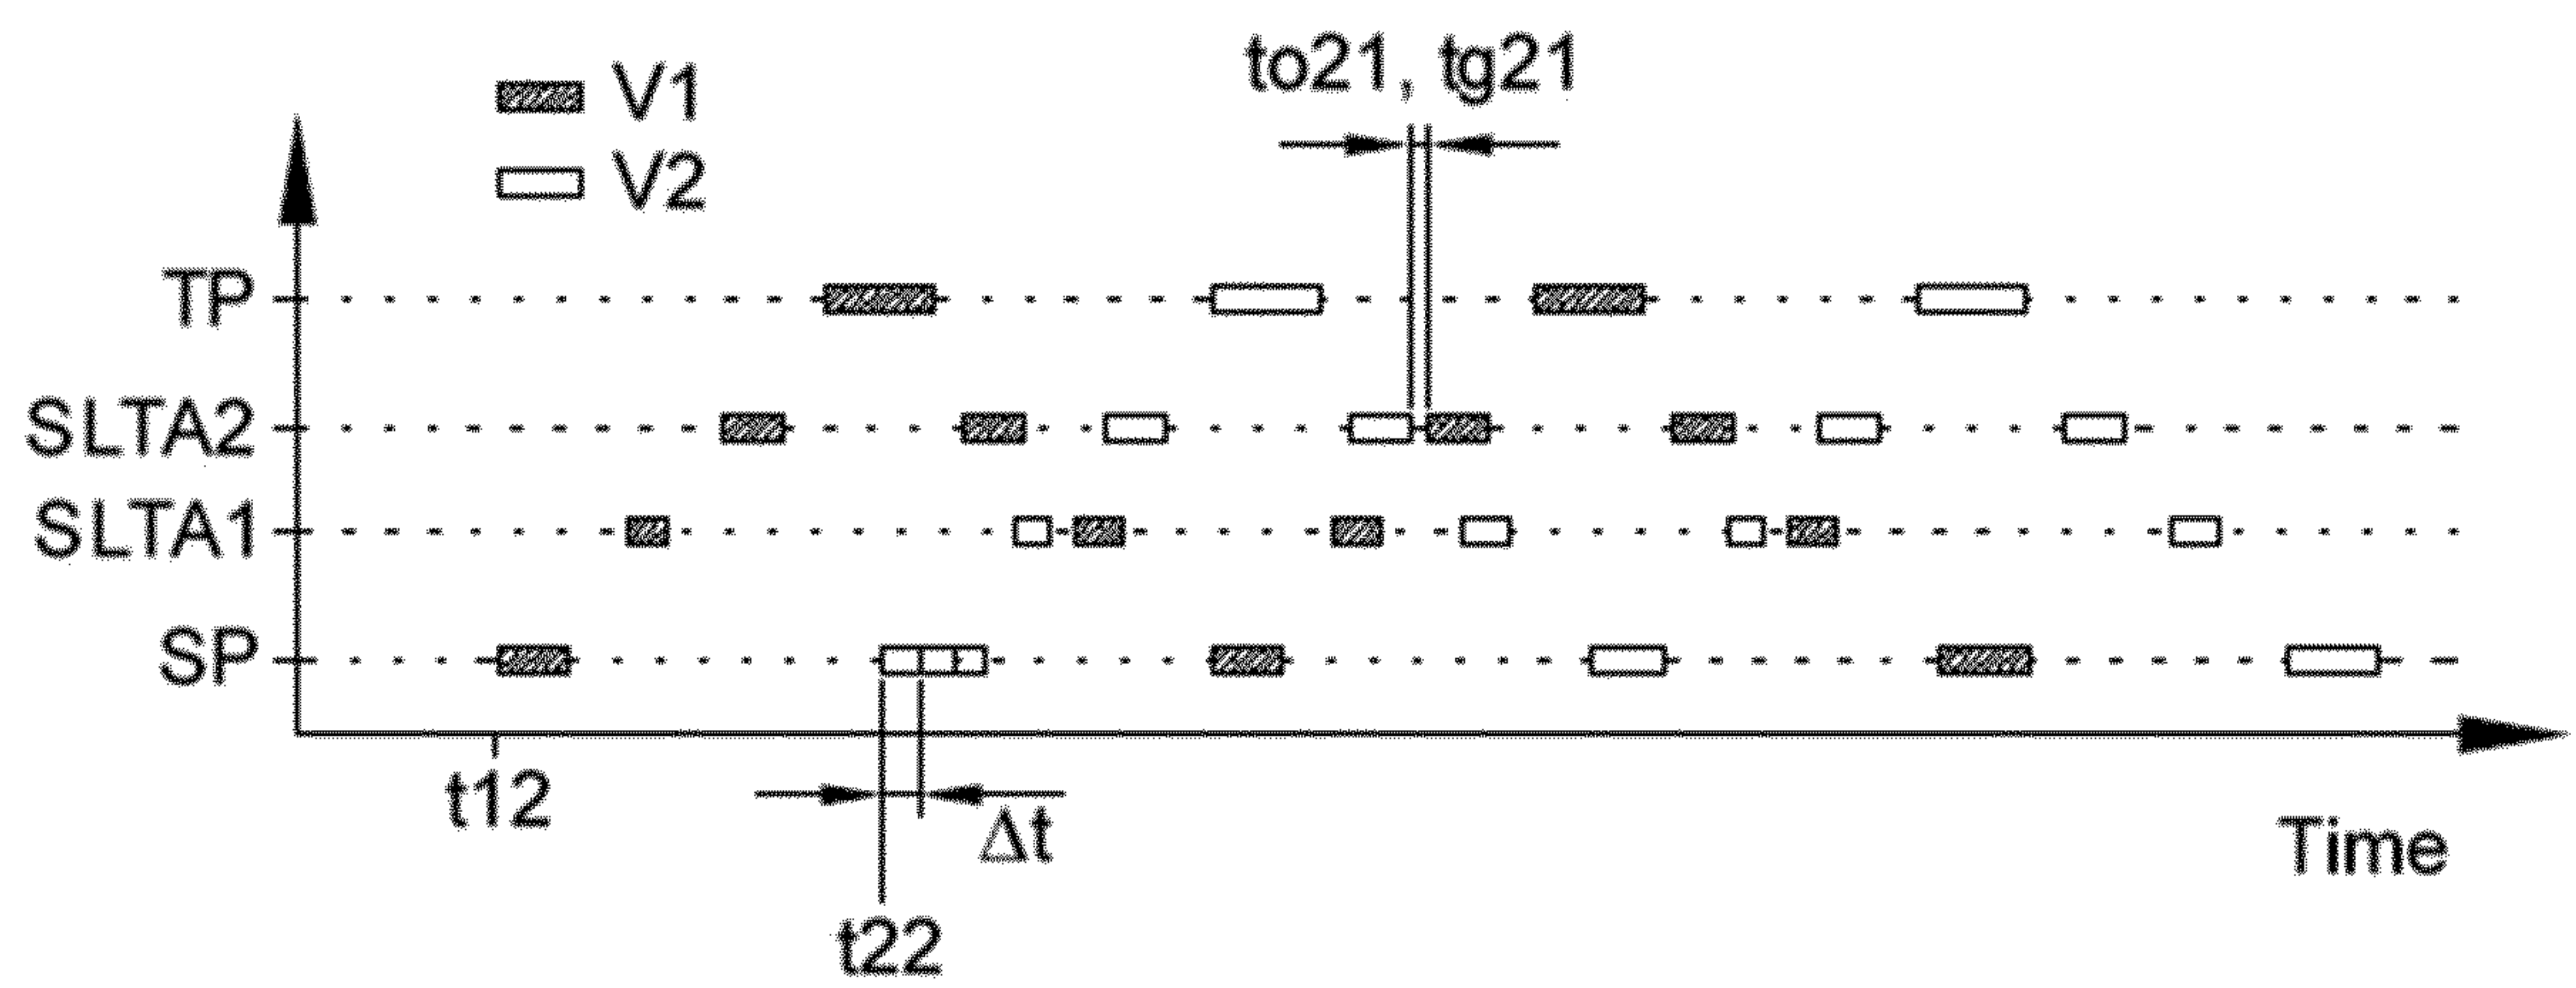 to21, tg21
V1
V2
TP
SLTA2
SLTA1
SP
t12
Δt
Time
t22